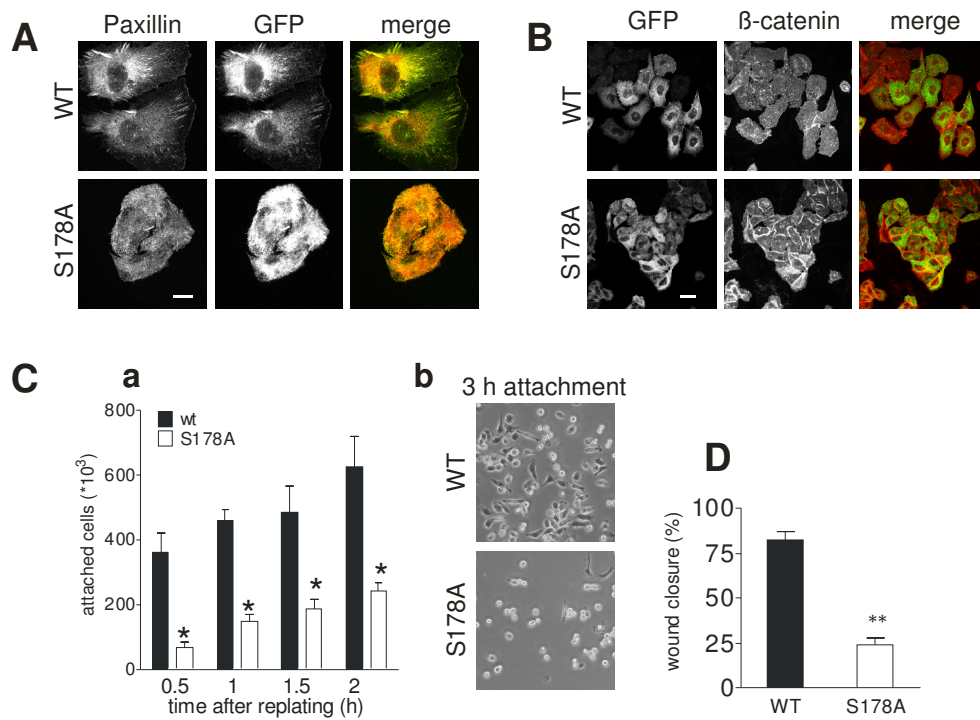 A
Paxillin GFP merge
WT
S178A
B
GFP ß-catenin merge
WT
S178A
C
a
wt
S178A
attached cells (*10³)
800
600
400
200
0
* * * *
0.5 1 1.5 2
time after replating (h)
b
3 h attachment
WT
S178A
D
wound closure (%)
100
75
50
25
0
**
WT S178A